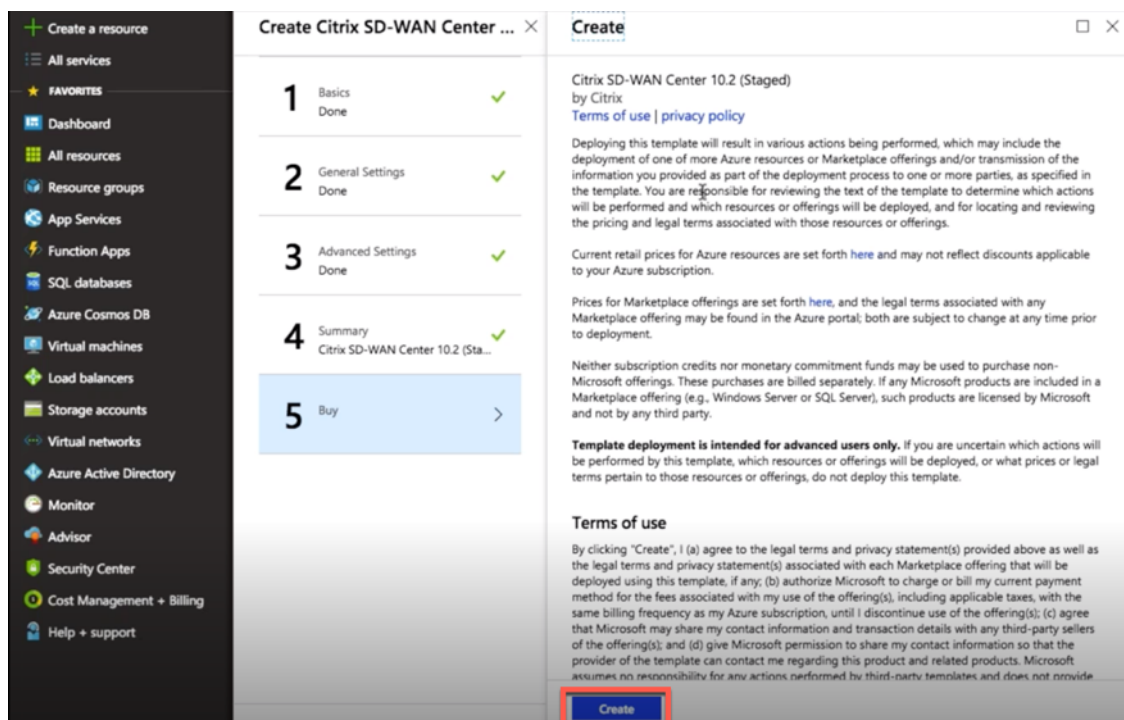 Create a resource
All services
FAVORITES
Dashboard
All resources
Resource groups
App Services
Function Apps
SQL databases
Azure Cosmos DB
Virtual machines
Load balancers
Storage accounts
Virtual networks
Azure Active Directory
Monitor
Advisor
Security Center
Cost Management + Billing
Help + support
Create Citrix SD-WAN Center ...
1
Basics
Done
2
General Settings
Done
3
Advanced Settings
Done
4
Summary
Citrix SD-WAN Center 10.2 (Sta...
5
Buy
Create
Citrix SD-WAN Center 10.2 (Staged)
by Citrix
Terms of use | privacy policy
Deploying this template will result in various actions being performed, which may include the
deployment of one of more Azure resources or Marketplace offerings and/or transmission of the
information you provided as part of the deployment process to one or more parties, as specified in
the template. You are responsible for reviewing the text of the template to determine which actions
will be performed and which resources or offerings will be deployed, and for locating and reviewing
the pricing and legal terms associated with those resources or offerings.
Current retail prices for Azure resources are set forth here and may not reflect discounts applicable
to your Azure subscription.
Prices for Marketplace offerings are set forth here, and the legal terms associated with any
Marketplace offering may be found in the Azure portal; both are subject to change at any time prior
to deployment.
Neither subscription credits nor monetary commitment funds may be used to purchase non-
Microsoft offerings. These purchases are billed separately. If any Microsoft products are included in a
Marketplace offering (e.g., Windows Server or SQL Server), such products are licensed by Microsoft
and not by any third party.
Template deployment is intended for advanced users only. If you are uncertain which actions will
be performed by this template, which resources or offerings will be deployed, or what prices or legal
terms pertain to those resources or offerings, do not deploy this template.
Terms of use
By clicking "Create", I (a) agree to the legal terms and privacy statement(s) provided above as well as
the legal terms and privacy statement(s) associated with each Marketplace offering that will be
deployed using this template, if any; (b) authorize Microsoft to charge or bill my current payment
method for the fees associated with my use of the offering(s), including applicable taxes, with the
same billing frequency as my Azure subscription, until I discontinue use of the offering(s); (c) agree
that Microsoft may share my contact information and transaction details with any third-party sellers
of the offering(s); and (d) give Microsoft permission to share my contact information so that the
provider of the template can contact me regarding this product and related products. Microsoft
assumes no responsibility for any actions performed by third-party templates and does not provide
Create